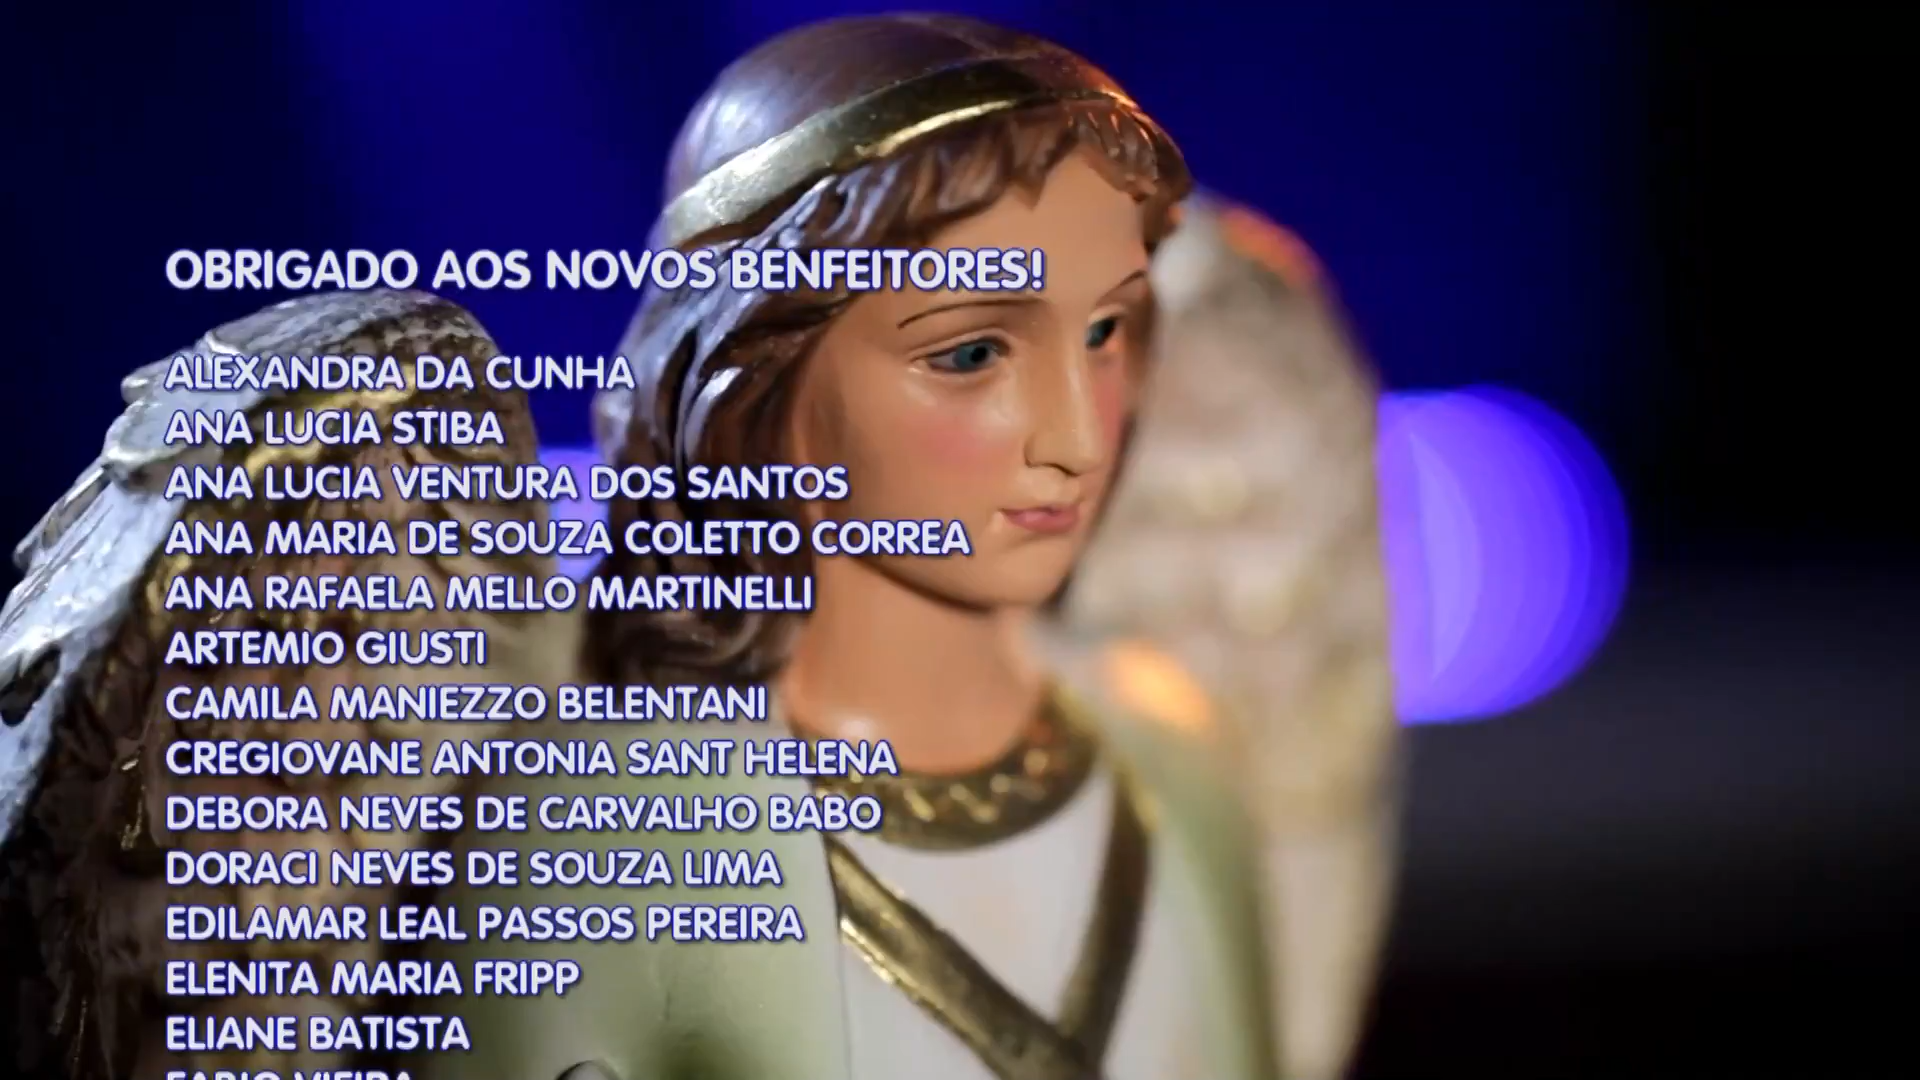 OBRIGADO AOS NOVOS BENFEITORES!
ALEXANDRA DA CUNHA
ANA LUCIA STIBA
ANA LUCIA VENTURA DOS SANTOS
ANA MARIA DE SOUZA COLETTO CORREA
ANA RAFAELA MELLO MARTINELLI
ARTEMIO GIUSTI
CAMILA MANIEZZO BELENTANI
CREGIOVANE ANTONIA SANT HELENA
DEBORA NEVES DE CARVALHO BABO
DORACI NEVES DE SOUZA LIMA
EDILAMAR LEAL PASSOS PEREIRA
ELENITA MARIA FRIPP
ELIANE BATISTA